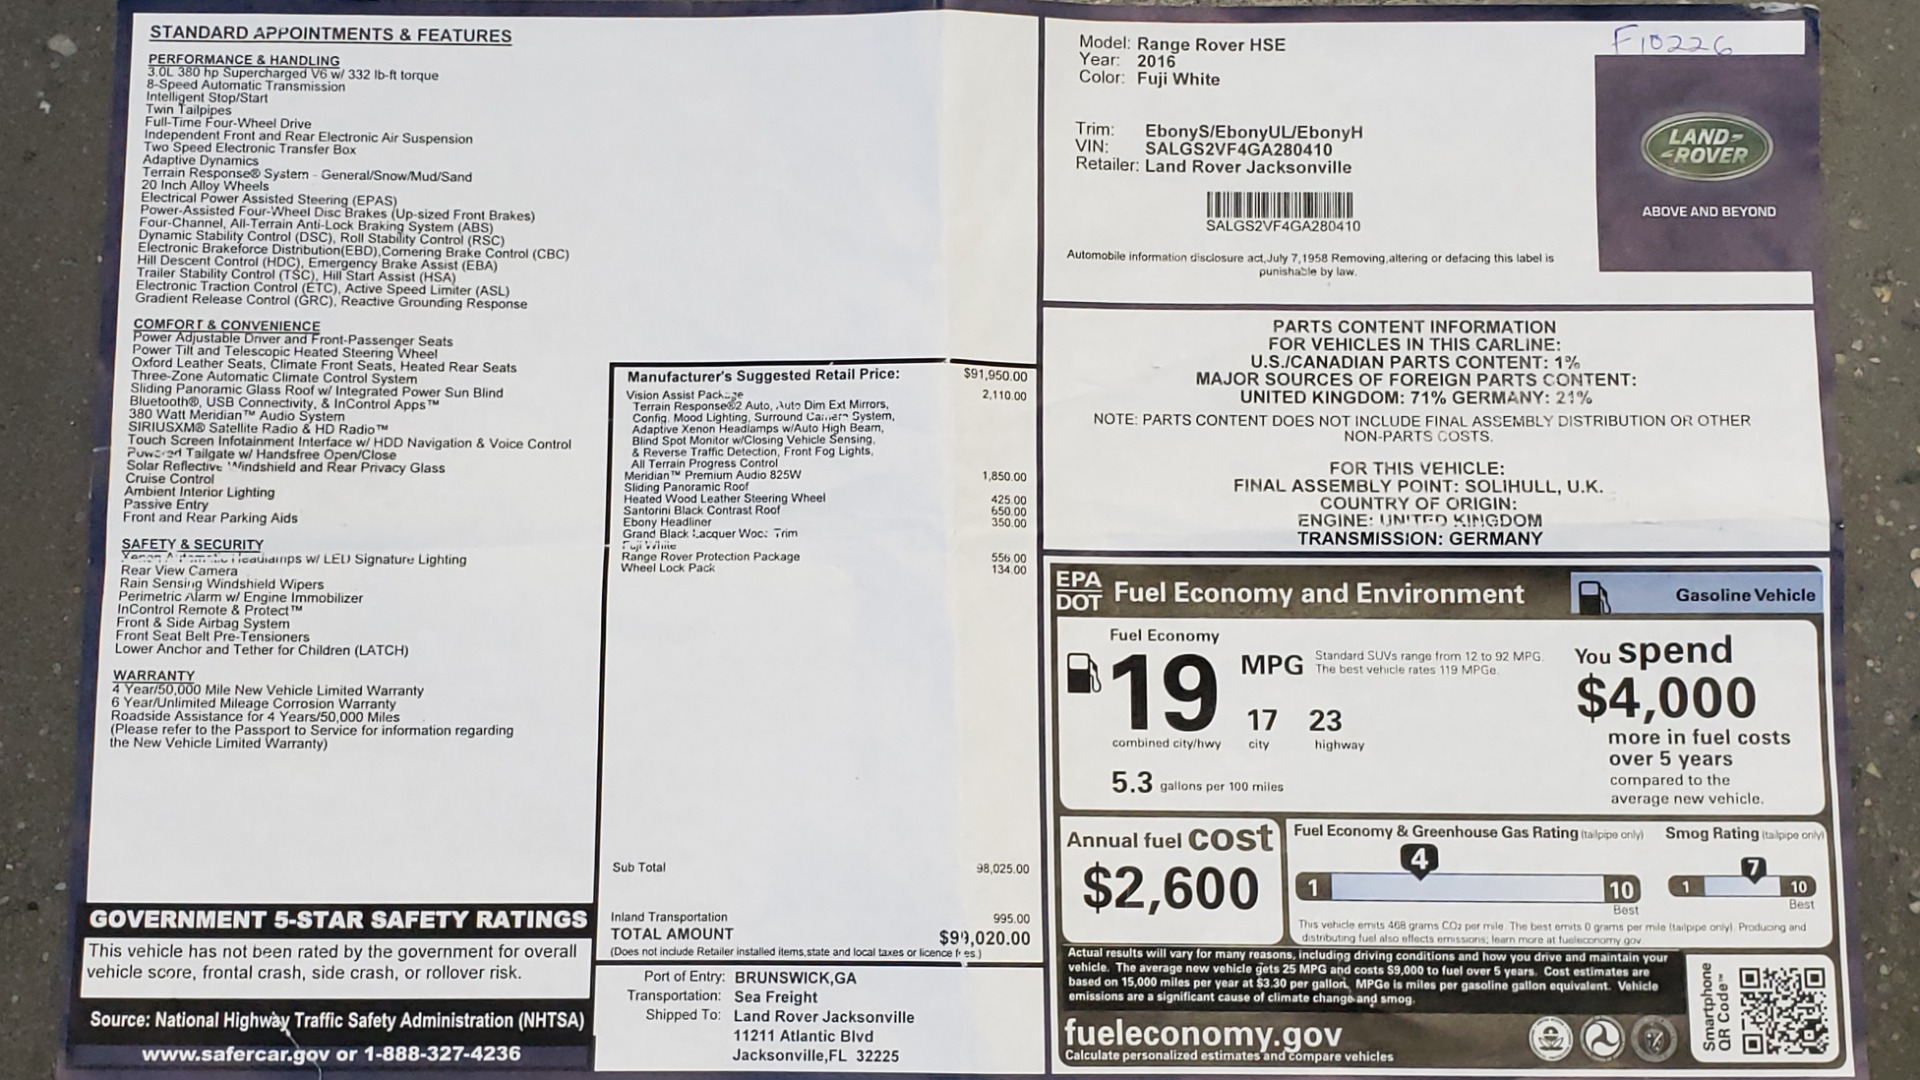 STANDARD APPOINTMENTS & FEATURES
PERFORMANCE & HANDLING
3.0L 380 hp Supercharged V6 w/ 332 lb-ft torque
8-Speed Automatic Transmission
Intelligent Stop/Start
Twin Tailpipes
Full-Time Four-Wheel Drive
Independent Front and Rear Electronic Air Suspension
Two Speed Electronic Transfer Box
Adaptive Dynamics
Terrain Response® System - General/Snow/Mud/Sand
20 Inch Alloy Wheels
Electrical Power Assisted Steering (EPAS)
Power-Assisted Four-Wheel Disc Brakes (Up-sized Front Brakes)
Four-Channel, All-Terrain Anti-Lock Braking System (ABS)
Dynamic Stability Control (DSC), Roll Stability Control (RSC)
Electronic Brakeforce Distribution(EBD),Cornering Brake Control (CBC)
Hill Descent Control (HDC), Emergency Brake Assist (EBA)
Trailer Stability Control (TSC), Hill Start Assist (HSA)
Electronic Traction Control (ETC), Active Speed Limiter (ASL)
Gradient Release Control (GRC), Reactive Grounding Response
COMFORT & CONVENIENCE
Power Adjustable Driver and Front-Passenger Seats
Power Tilt and Telescopic Heated Steering Wheel
Oxford Leather Seats, Climate Front Seats, Heated Rear Seats
Three-Zone Automatic Climate Control System
Sliding Panoramic Glass Roof w/ Integrated Power Sun Blind
Bluetooth®, USB Connectivity, & InControl Apps™
380 Watt Meridian™ Audio System
SIRIUSXM® Satellite Radio & HD Radio™
Touch Screen Infotainment Interface w/ HDD Navigation & Voice Control
Powered Tailgate w/ Handsfree Open/Close
Solar Reflective Windshield and Rear Privacy Glass
Cruise Control
Ambient Interior Lighting
Passive Entry
Front and Rear Parking Aids
SAFETY & SECURITY
Xenon Headlamps w/ LED Signature Lighting
Rear View Camera
Rain Sensing Windshield Wipers
Perimetric Alarm w/ Engine Immobilizer
InControl Remote & Protect™
Front & Side Airbag System
Front Seat Belt Pre-Tensioners
Lower Anchor and Tether for Children (LATCH)
WARRANTY
4 Year/50,000 Mile New Vehicle Limited Warranty
6 Year/Unlimited Mileage Corrosion Warranty
Roadside Assistance for 4 Years/50,000 Miles
(Please refer to the Passport to Service for information regarding
the New Vehicle Limited Warranty)
GOVERNMENT 5-STAR SAFETY RATINGS
This vehicle has not been rated by the government for overall
vehicle score, frontal crash, side crash, or rollover risk.
Source: National Highway Traffic Safety Administration (NHTSA)
www.safercar.gov or 1-888-327-4236
Manufacturer's Suggested Retail Price: $91,950.00
Vision Assist Package 2,110.00
Terrain Response®2 Auto, Auto Dim Ext Mirrors,
Config. Mood Lighting, Surround Camera System,
Adaptive Xenon Headlamps w/Auto High Beam,
Blind Spot Monitor w/Closing Vehicle Sensing,
& Reverse Traffic Detection, Front Fog Lights,
All Terrain Progress Control
Meridian™ Premium Audio 825W 1,850.00
Sliding Panoramic Roof
Heated Wood Leather Steering Wheel 425.00
Santorini Black Contrast Roof 650.00
Ebony Headliner 350.00
Grand Black Lacquer Wood Trim
Fuji White
Range Rover Protection Package 556.00
Wheel Lock Pack 134.00
Sub Total 98,025.00
Inland Transportation 995.00
TOTAL AMOUNT $99,020.00
(Does not include Retailer installed items,state and local taxes or licence fees.)
Port of Entry: BRUNSWICK,GA
Transportation: Sea Freight
Shipped To: Land Rover Jacksonville
11211 Atlantic Blvd
Jacksonville,FL 32225
Model: Range Rover HSE
Year: 2016
Color: Fuji White
Trim: EbonyS/EbonyUL/EbonyH
VIN: SALGS2VF4GA280410
Retailer: Land Rover Jacksonville
SALGS2VF4GA280410
Automobile information disclosure act,July 7,1958 Removing,altering or defacing this label is
punishable by law.
F10226
LAND-
-ROVER
ABOVE AND BEYOND
PARTS CONTENT INFORMATION
FOR VEHICLES IN THIS CARLINE:
U.S./CANADIAN PARTS CONTENT: 1%
MAJOR SOURCES OF FOREIGN PARTS CONTENT:
UNITED KINGDOM: 71% GERMANY: 21%
NOTE: PARTS CONTENT DOES NOT INCLUDE FINAL ASSEMBLY DISTRIBUTION OR OTHER
NON-PARTS COSTS.
FOR THIS VEHICLE:
FINAL ASSEMBLY POINT: SOLIHULL, U.K.
COUNTRY OF ORIGIN:
ENGINE: UNITED KINGDOM
TRANSMISSION: GERMANY
EPA
DOT
Fuel Economy and Environment
Gasoline Vehicle
Fuel Economy
19 MPG
Standard SUVs range from 12 to 92 MPG.
The best vehicle rates 119 MPGe.
17 23
combined city/hwy city highway
5.3 gallons per 100 miles
You spend
$4,000
more in fuel costs
over 5 years
compared to the
average new vehicle.
Annual fuel cost
$2,600
Fuel Economy & Greenhouse Gas Rating (tailpipe only)
4
1 10
Best
Smog Rating (tailpipe only)
7
1 10
Best
This vehicle emits 468 grams CO2 per mile. The best emits 0 grams per mile (tailpipe only). Producing and
distributing fuel also effects emissions; learn more at fueleconomy.gov
Actual results will vary for many reasons, including driving conditions and how you drive and maintain your
vehicle. The average new vehicle gets 25 MPG and costs $9,000 to fuel over 5 years. Cost estimates are
based on 15,000 miles per year at $3.30 per gallon. MPGe is miles per gasoline gallon equivalent. Vehicle
emissions are a significant cause of climate change and smog.
fueleconomy.gov
Calculate personalized estimates and compare vehicles
Smartphone
QR Code™